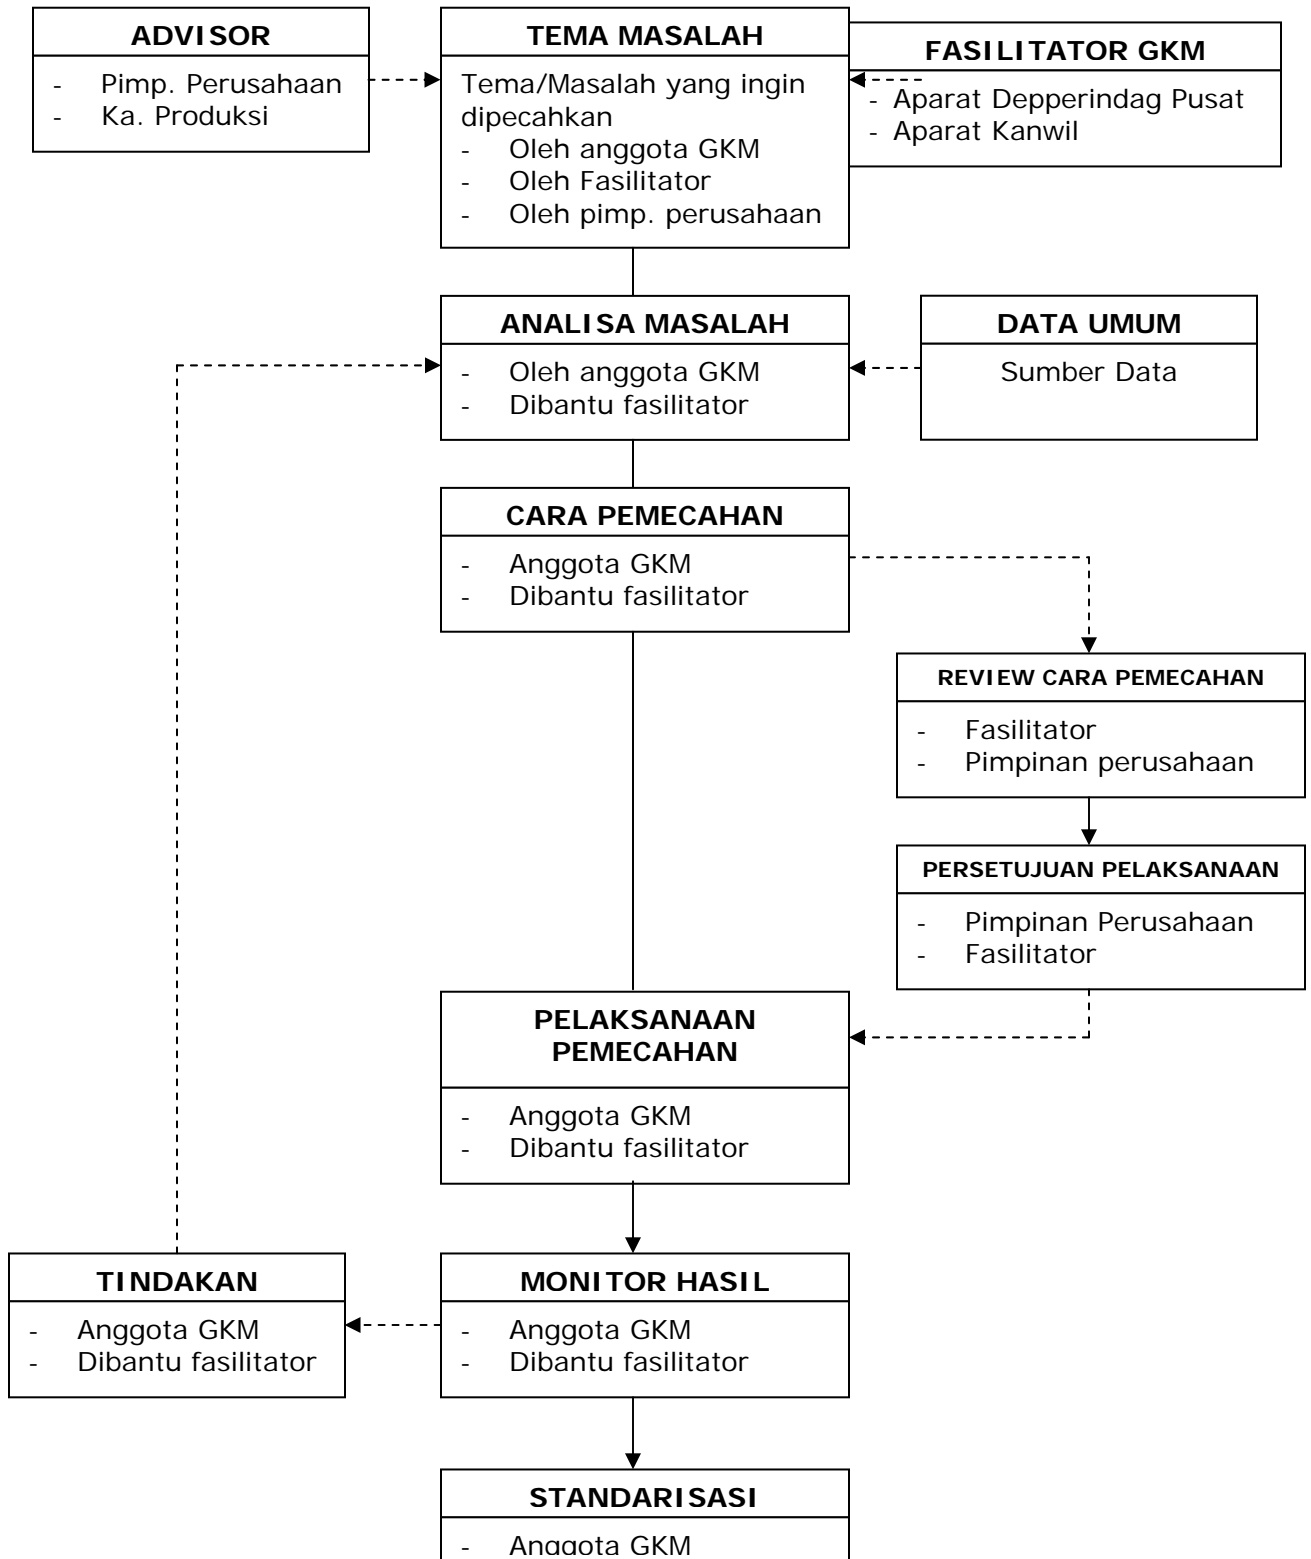 ADVISOR
- Pimp. Perusahaan
- Ka. Produksi
TEMA MASALAH
Tema/Masalah yang ingin
dipecahkan
- Oleh anggota GKM
- Oleh Fasilitator
- Oleh pimp. perusahaan
FASILITATOR GKM
- Aparat Depperindag Pusat
- Aparat Kanwil
ANALISA MASALAH
- Oleh anggota GKM
- Dibantu fasilitator
DATA UMUM
Sumber Data
CARA PEMECAHAN
- Anggota GKM
- Dibantu fasilitator
REVIEW CARA PEMECAHAN
- Fasilitator
- Pimpinan perusahaan
PERSETUJUAN PELAKSANAAN
- Pimpinan Perusahaan
- Fasilitator
PELAKSANAAN
PEMECAHAN
- Anggota GKM
- Dibantu fasilitator
TINDAKAN
- Anggota GKM
- Dibantu fasilitator
MONITOR HASIL
- Anggota GKM
- Dibantu fasilitator
STANDARISASI
- Anggota GKM